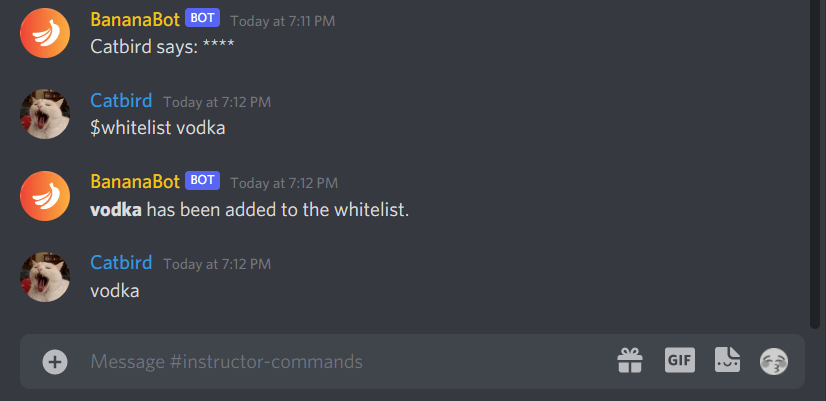 BananaBot BOT Today at 7:11 PM
Catbird says: ****
Catbird Today at 7:12 PM
$whitelist vodka
BananaBot BOT Today at 7:12 PM
vodka has been added to the whitelist.
Catbird Today at 7:12 PM
vodka
Message #instructor-commands GIF